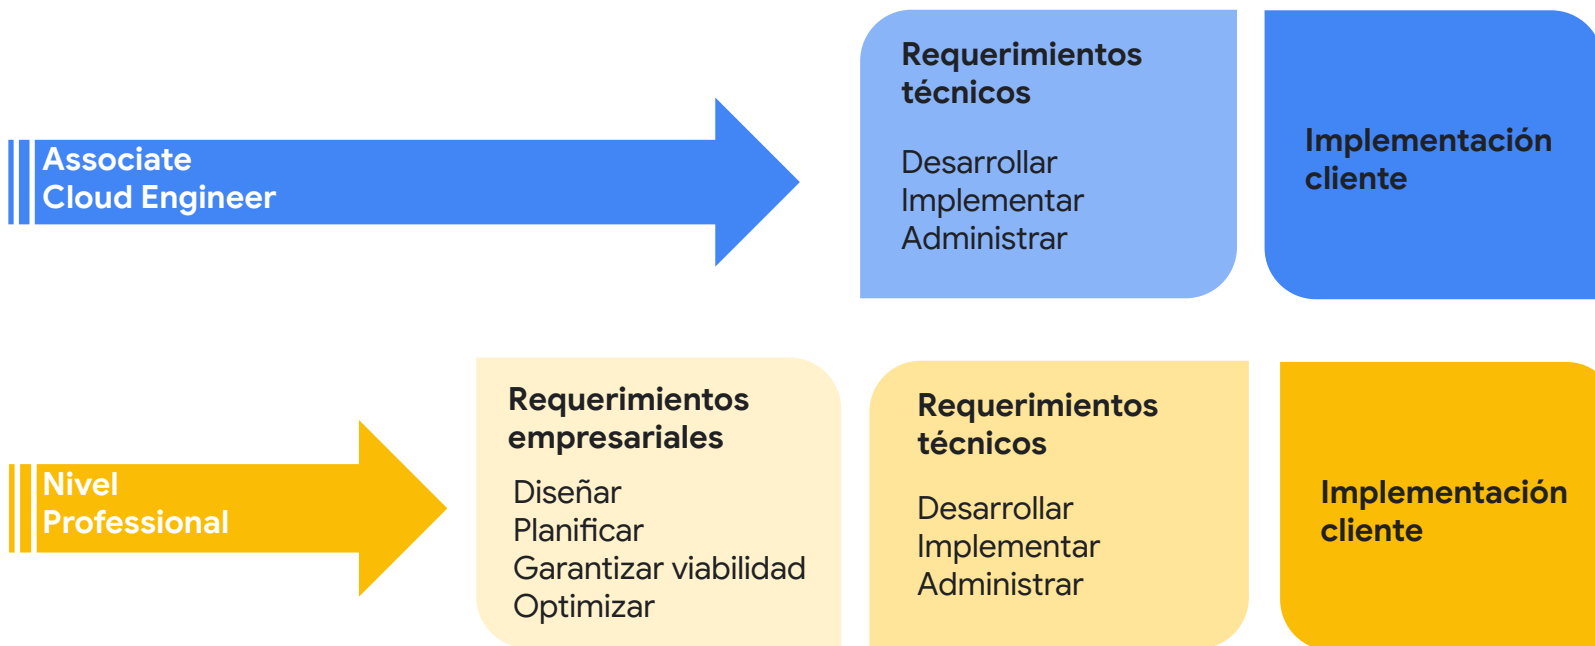 Associate
Cloud Engineer
Requerimientos
técnicos
Desarrollar
Implementar
Administrar
Implementación
cliente
Nivel
Professional
Requerimientos
empresariales
Diseñar
Planificar
Garantizar viabilidad
Optimizar
Requerimientos
técnicos
Desarrollar
Implementar
Administrar
Implementación
cliente